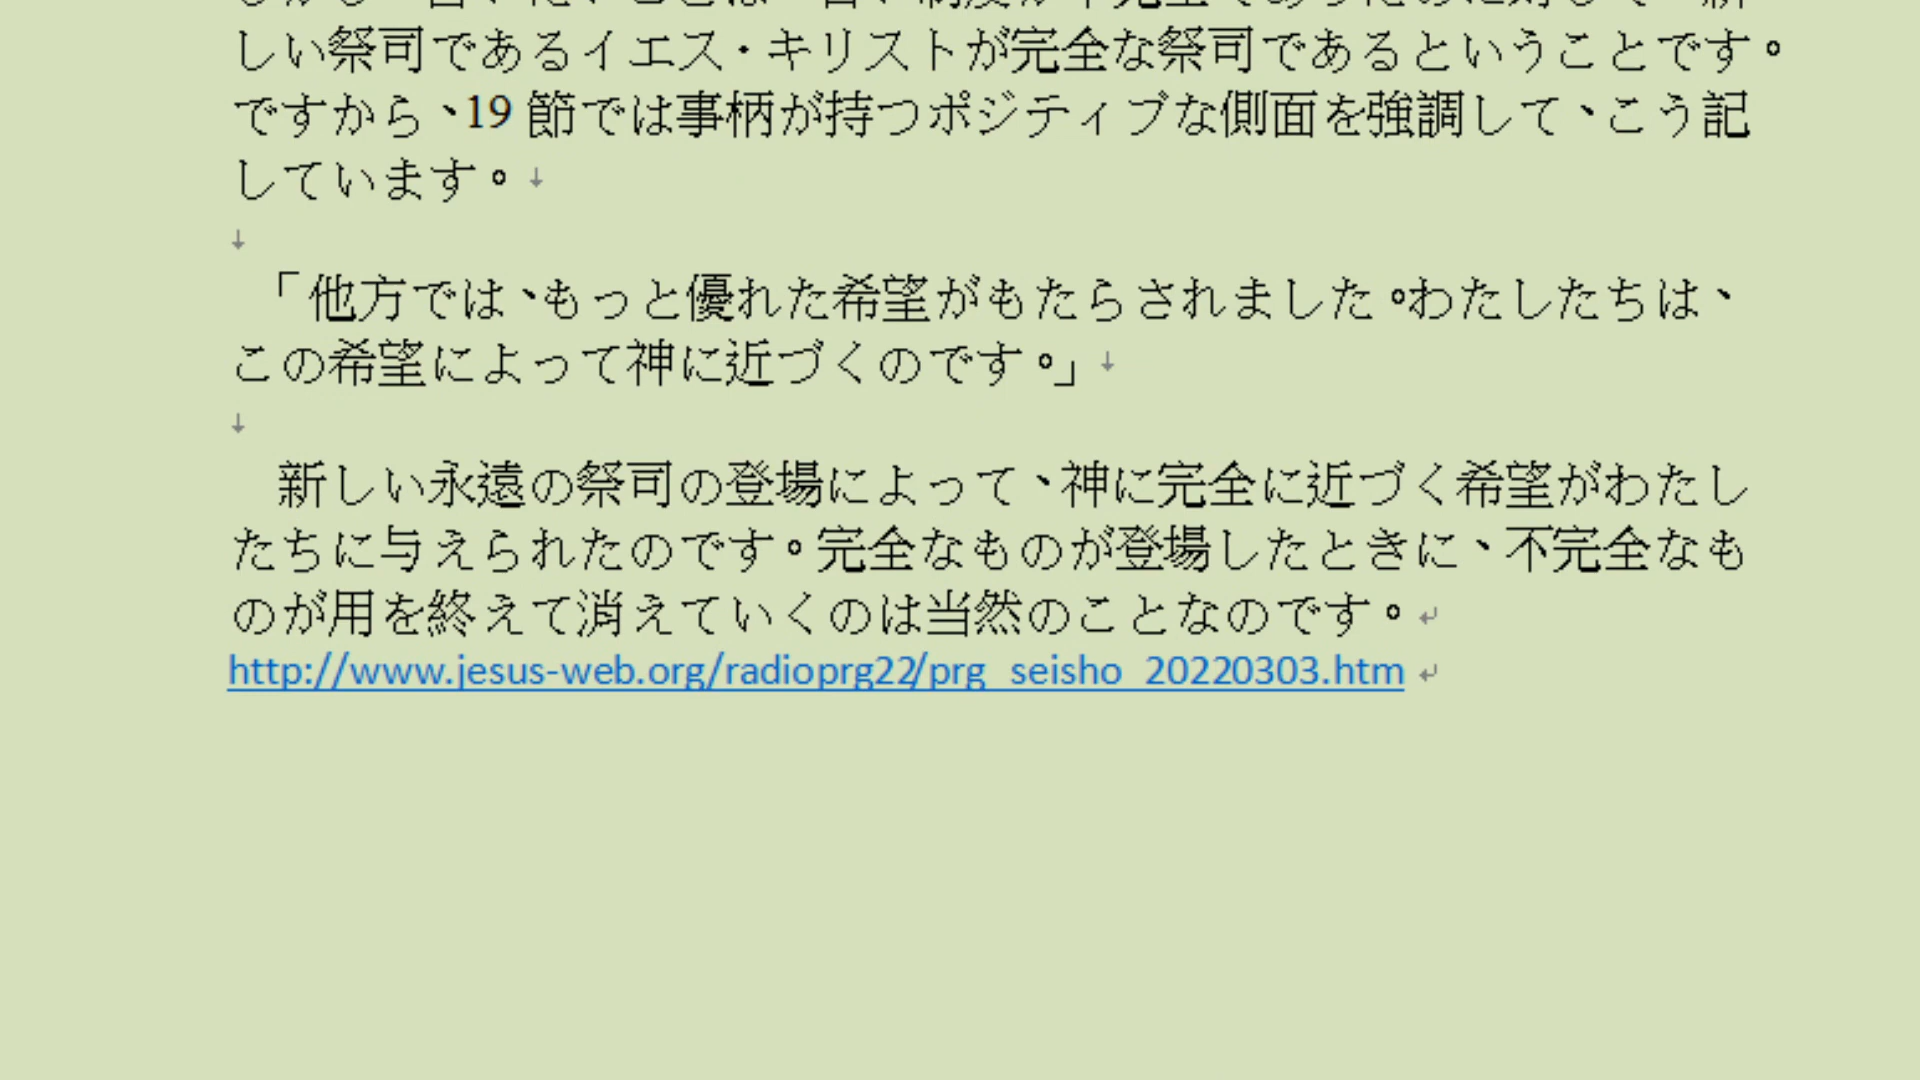 しい祭司であるイエス・キリストが完全な祭司であるということです。
ですから、19 節では事柄が持つポジティブな側面を強調して、こう記
しています。↓
↓
「他方では、もっと優れた希望がもたらされました。わたしたちは、
この希望によって神に近づくのです。」↓
↓
新しい永遠の祭司の登場によって、神に完全に近づく希望がわたし
たちに与えられたのです。完全なものが登場したときに、不完全なも
のが用を終えて消えていくのは当然のことなのです。↵
http://www.jesus-web.org/radioprg22/prg_seisho_20220303.htm ↵